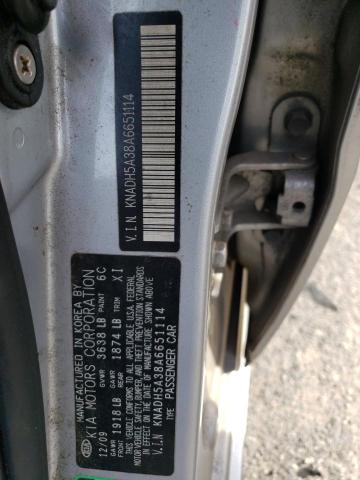 V.I.N KNADH5A38A6651114
KIA
MANUFACTURED IN KOREA BY
KIA MOTORS CORPORATION
12/09 GVWR 3638 LB PAINT 6C
GAWR FRONT 1918 LB GAWR REAR 1874 LB TRIM XI
THIS VEHICLE CONFORMS TO ALL APPLICABLE U.S.A. FEDERAL
MOTOR VEHICLE SAFETY, BUMPER, AND THEFT PREVENTION STANDARDS
IN EFFECT ON THE DATE OF MANUFACTURE SHOWN ABOVE.
V.I.N KNADH5A38A6651114
TYPE PASSENGER CAR